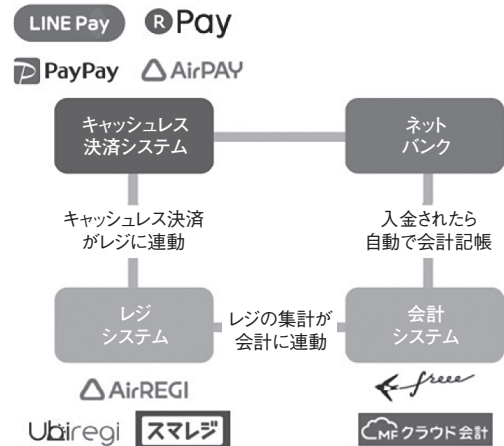 LINE Pay
R Pay
PayPay
AirPAY
キャッシュレス
決済システム
ネット
バンク
キャッシュレス決済
がレジに連動
入金されたら
自動で会計記帳
レジ
システム
レジの集計が
会計に連動
会計
システム
AirREGI
freee
Ubiregi
スマレジ
MFクラウド会計